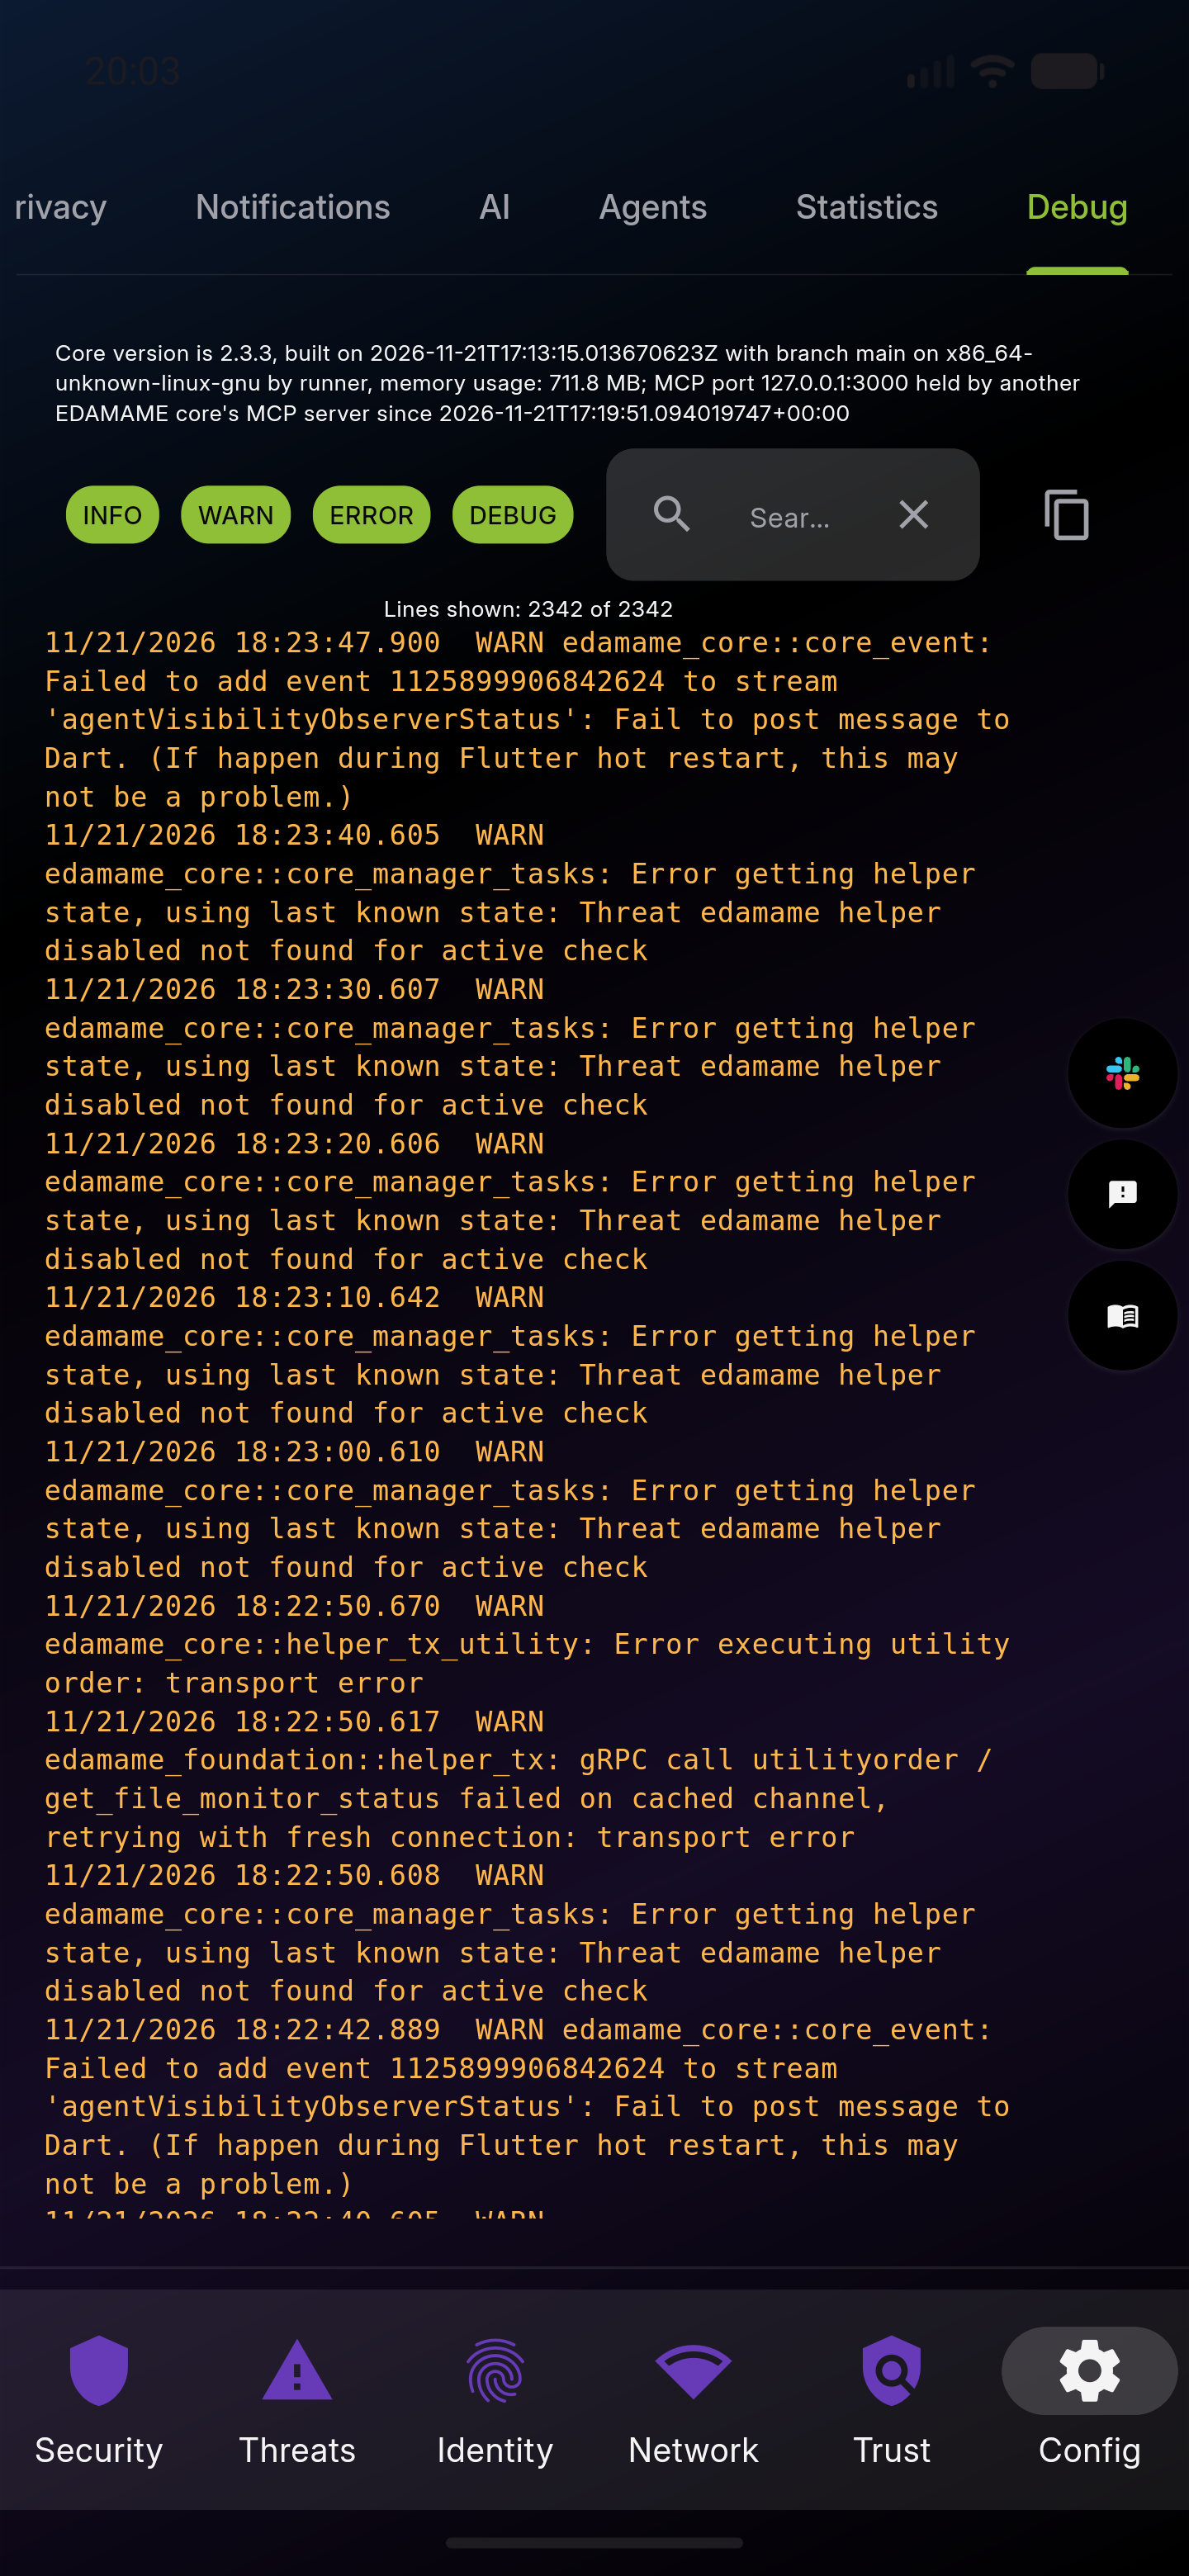 20:03
rivacy Notifications AI Agents Statistics Debug
Core version is 2.3.3, built on 2026-11-21T17:13:15.013670623Z with branch main on x86_64-
unknown-linux-gnu by runner, memory usage: 711.8 MB; MCP port 127.0.0.1:3000 held by another
EDAMAME core's MCP server since 2026-11-21T17:19:51.094019747+00:00
INFO WARN ERROR DEBUG Sear...
Lines shown: 2342 of 2342
11/21/2026 18:23:47.900 WARN edamame_core::core_event:
Failed to add event 1125899906842624 to stream
'agentVisibilityObserverStatus': Fail to post message to
Dart. (If happen during Flutter hot restart, this may
not be a problem.)
11/21/2026 18:23:40.605 WARN
edamame_core::core_manager_tasks: Error getting helper
state, using last known state: Threat edamame helper
disabled not found for active check
11/21/2026 18:23:30.607 WARN
edamame_core::core_manager_tasks: Error getting helper
state, using last known state: Threat edamame helper
disabled not found for active check
11/21/2026 18:23:20.606 WARN
edamame_core::core_manager_tasks: Error getting helper
state, using last known state: Threat edamame helper
disabled not found for active check
11/21/2026 18:23:10.642 WARN
edamame_core::core_manager_tasks: Error getting helper
state, using last known state: Threat edamame helper
disabled not found for active check
11/21/2026 18:23:00.610 WARN
edamame_core::core_manager_tasks: Error getting helper
state, using last known state: Threat edamame helper
disabled not found for active check
11/21/2026 18:22:50.670 WARN
edamame_core::helper_tx_utility: Error executing utility
order: transport error
11/21/2026 18:22:50.617 WARN
edamame_foundation::helper_tx: gRPC call utilityorder /
get_file_monitor_status failed on cached channel,
retrying with fresh connection: transport error
11/21/2026 18:22:50.608 WARN
edamame_core::core_manager_tasks: Error getting helper
state, using last known state: Threat edamame helper
disabled not found for active check
11/21/2026 18:22:42.889 WARN edamame_core::core_event:
Failed to add event 1125899906842624 to stream
'agentVisibilityObserverStatus': Fail to post message to
Dart. (If happen during Flutter hot restart, this may
not be a problem.)
11/21/2026 18:22:40.605 WARN
Security Threats Identity Network Trust Config